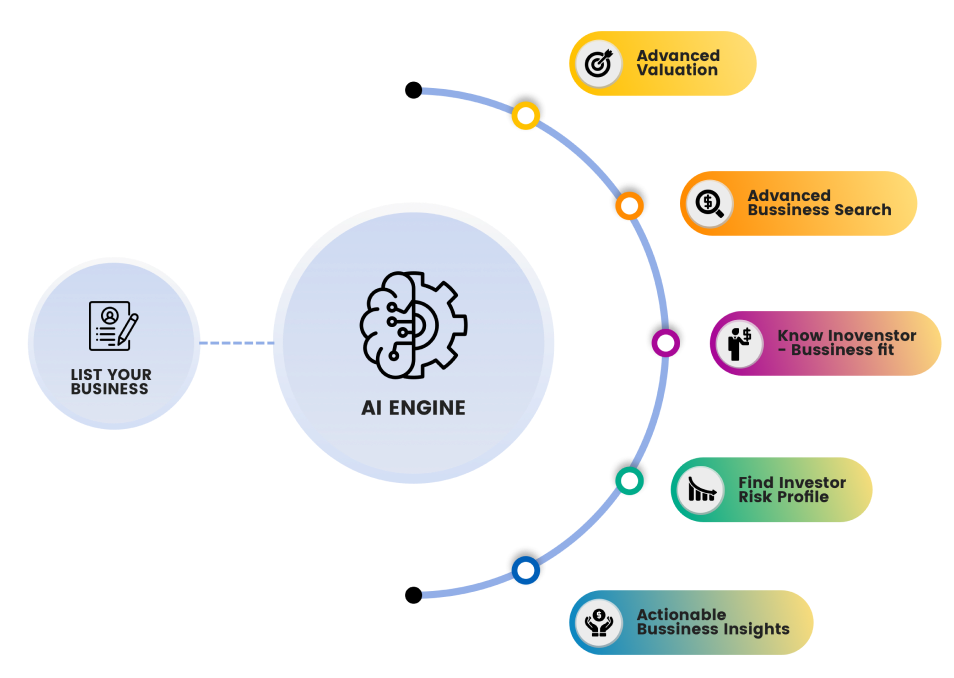 Advanced
Valuation
Advanced
Bussiness Search
LIST YOUR
BUSINESS
AI ENGINE
Know Inovenstor
- Bussiness fit
Find Investor
Risk Profile
Actionable
Bussiness Insights